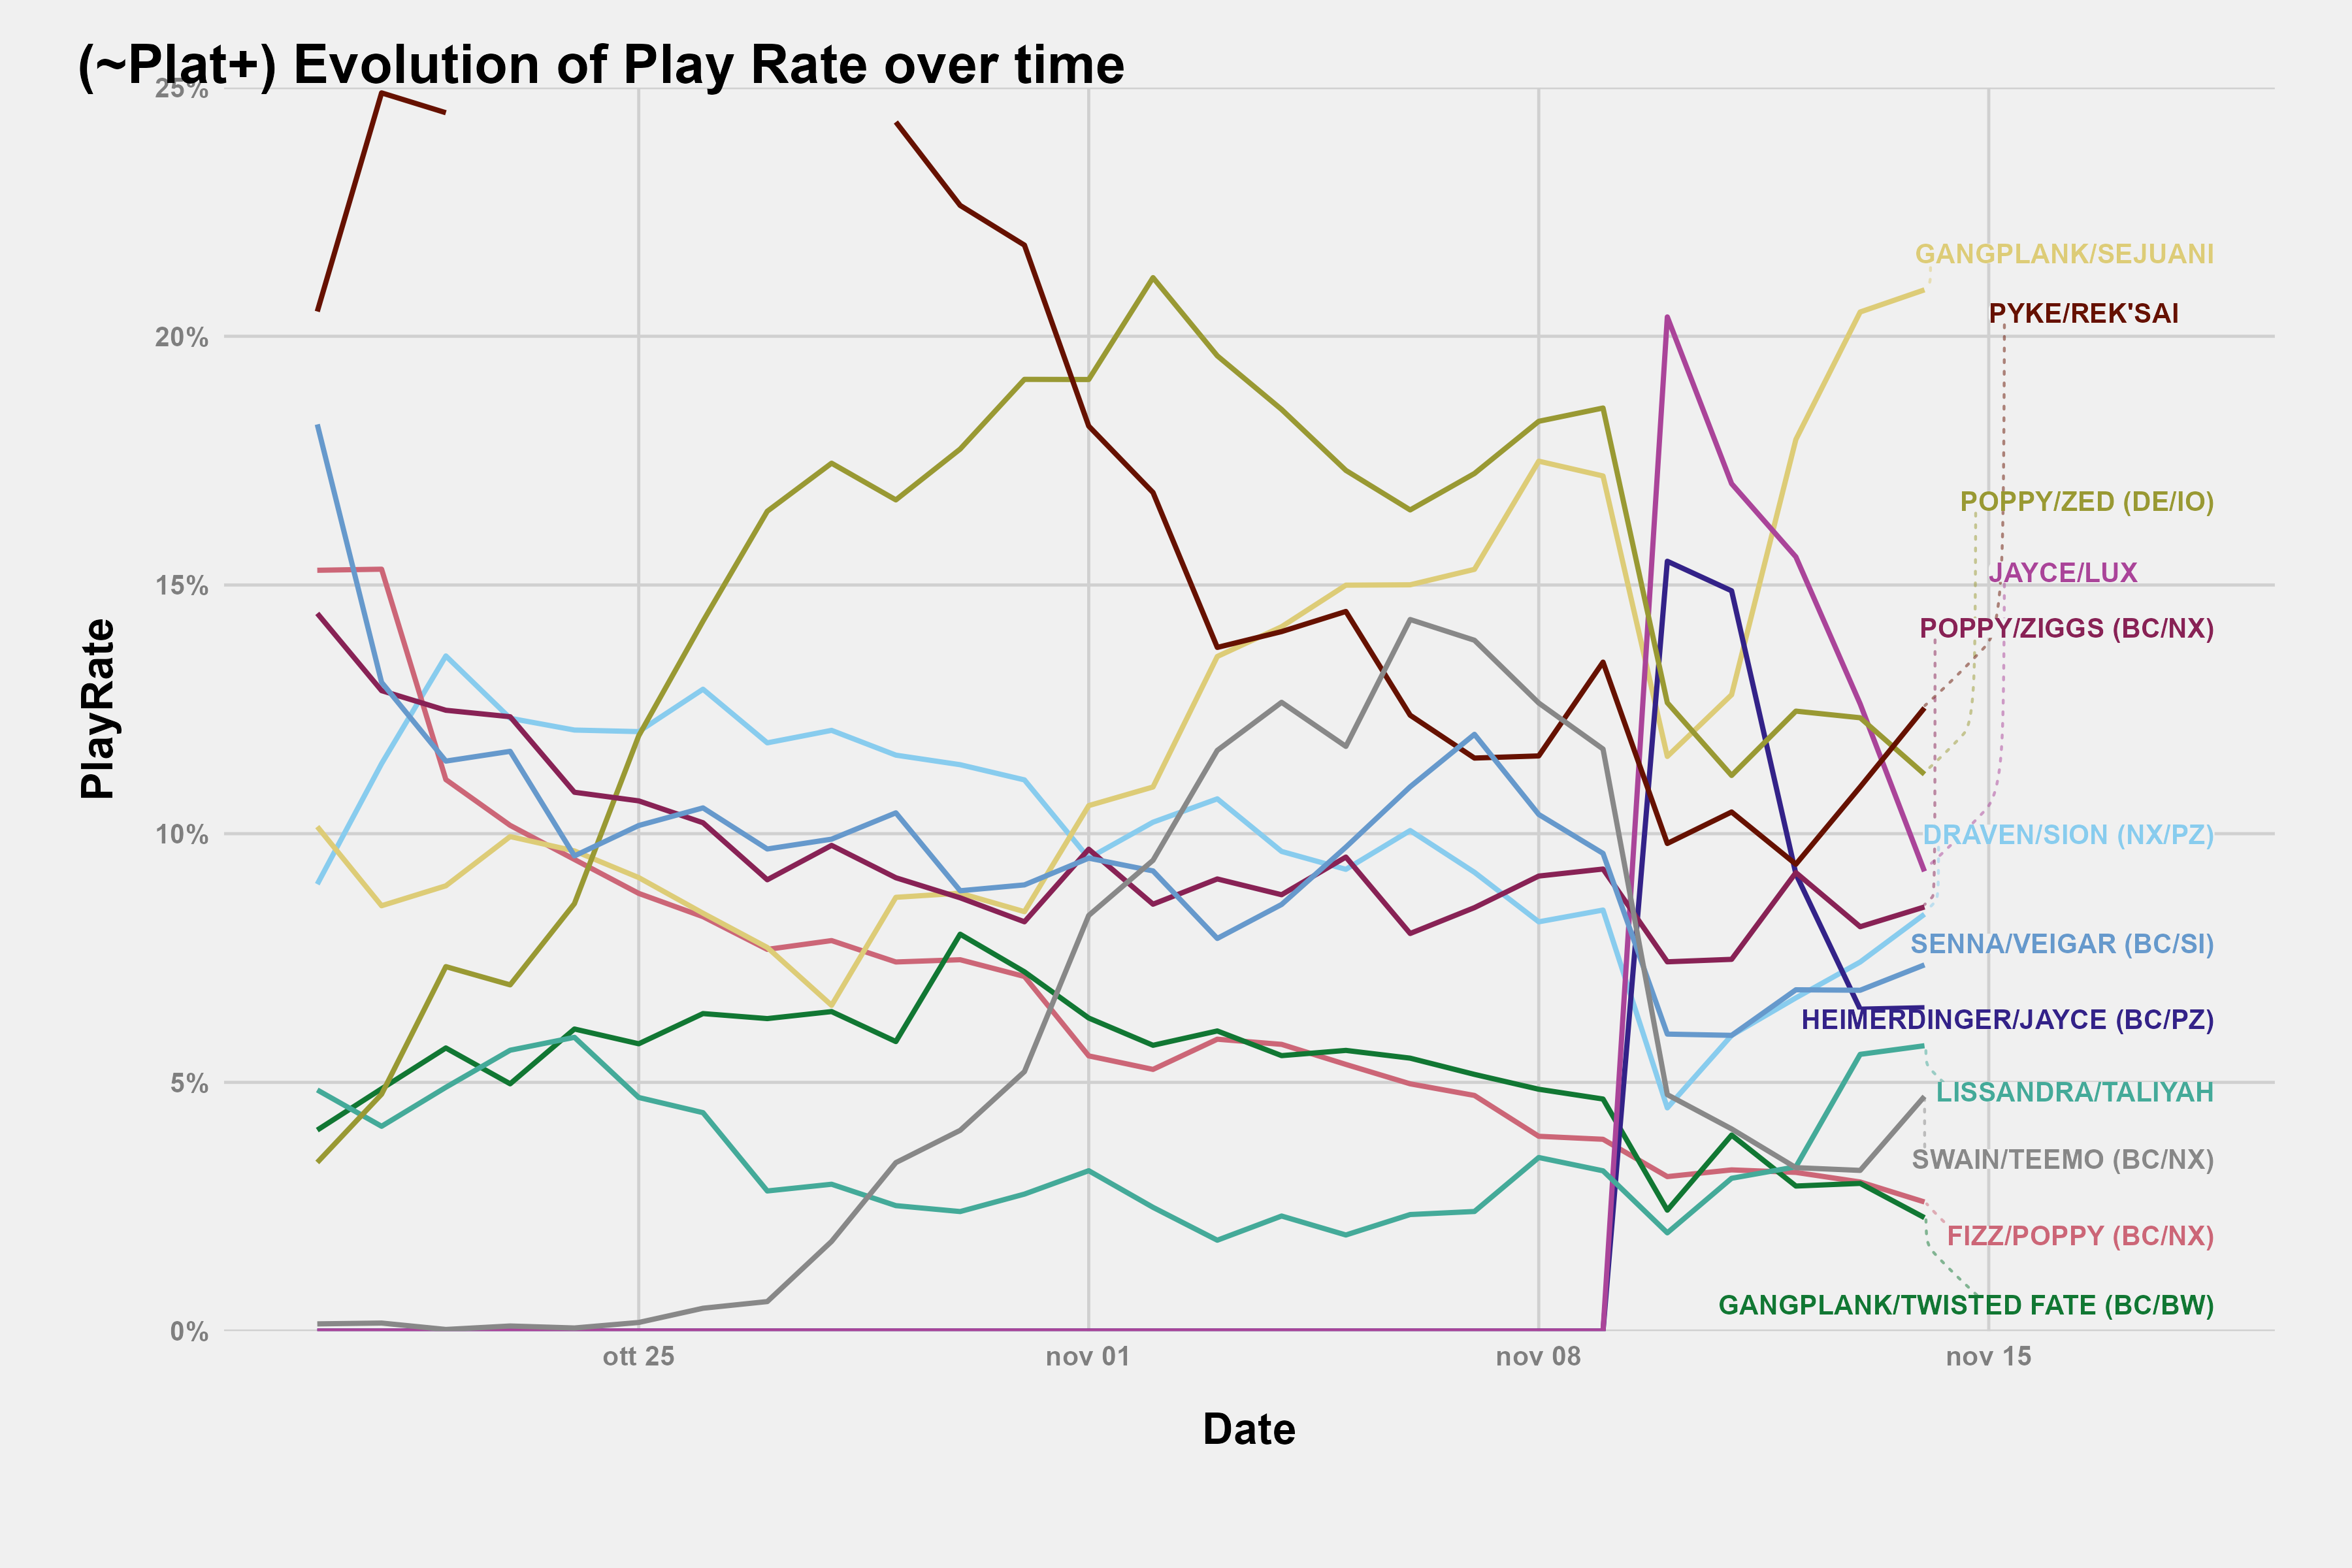 (~Plat+) Evolution of Play Rate over time
25%
20%
15%
10%
5%
0%
PlayRate
GANGPLANK/SEJUANI
PYKE/REK'SAI
POPPY/ZED (DE/IO)
JAYCE/LUX
POPPY/ZIGGS (BC/NX)
DRAVEN/SION (NX/PZ)
SENNA/VEIGAR (BC/SI)
HEIMERDINGER/JAYCE (BC/PZ)
LISSANDRA/TALIYAH
SWAIN/TEEMO (BC/NX)
FIZZ/POPPY (BC/NX)
GANGPLANK/TWISTED FATE (BC/BW)
ott 25
nov 01
nov 08
nov 15
Date